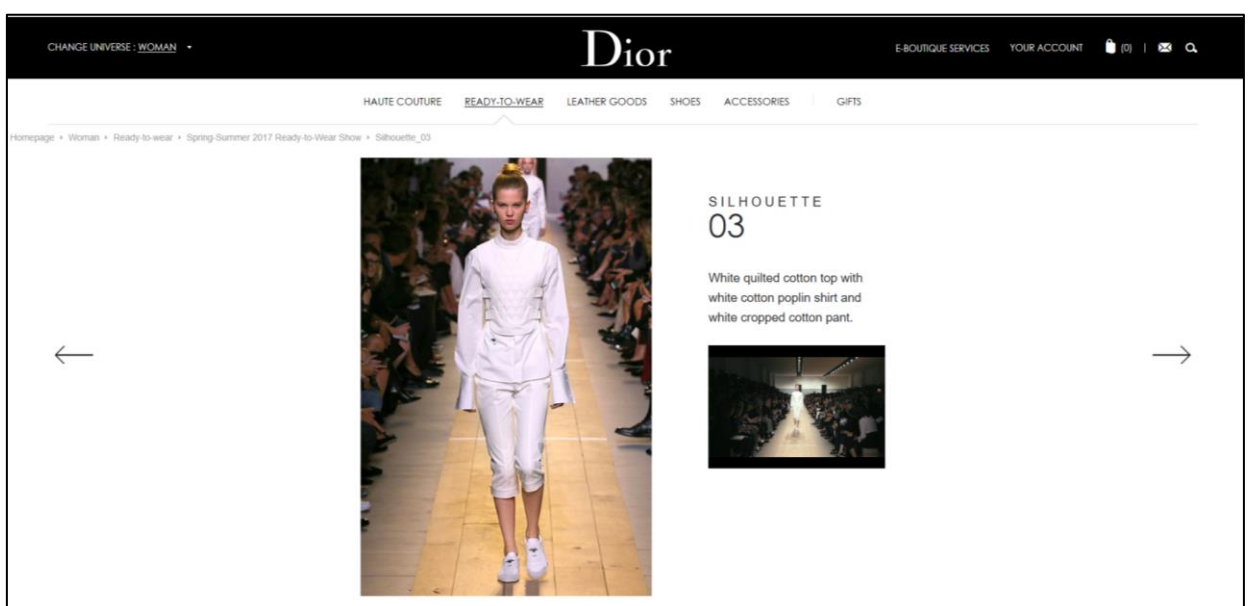 CHANGE UNIVERSE : WOMAN
Dior
E-BOUTIQUE SERVICES YOUR ACCOUNT (0) |
HAUTE COUTURE READY-TO-WEAR LEATHER GOODS SHOES ACCESSORIES GIFTS
Homepage Woman Ready-to-wear Spring-Summer 2017 Ready-to-Wear Show Silhouette_03
SILHOUETTE
03
White quilted cotton top with
white cotton poplin shirt and
white cropped cotton pant.